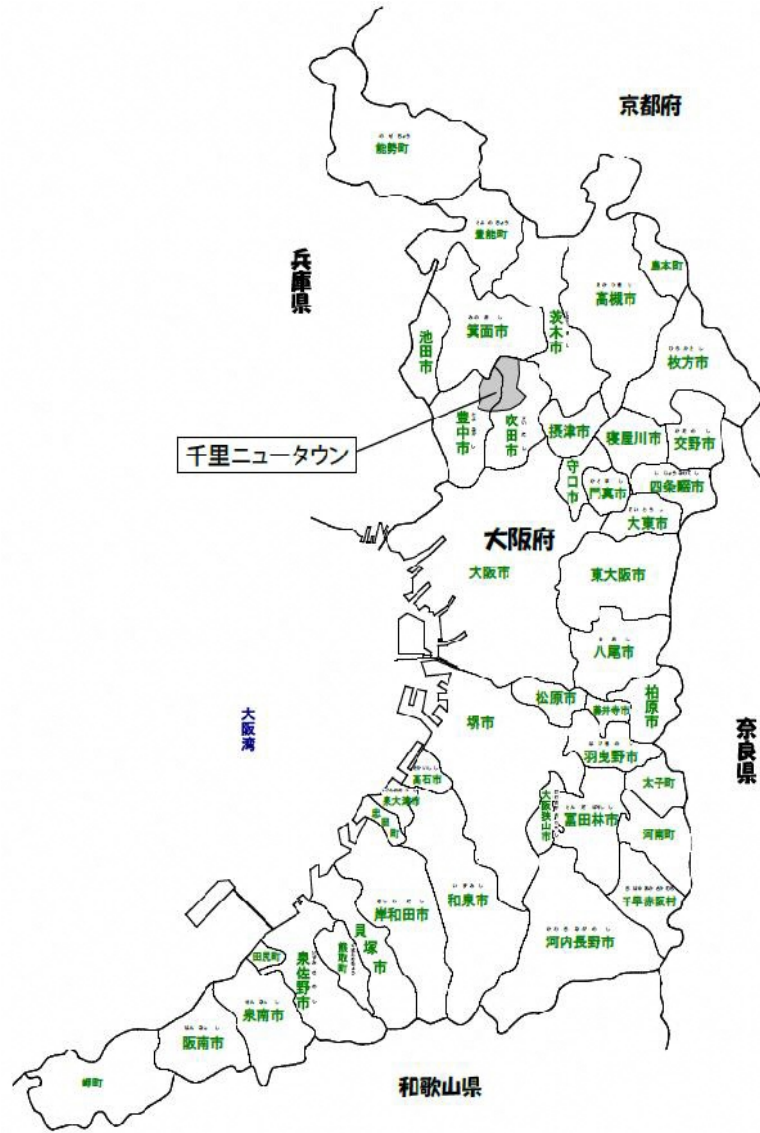 京都府
能勢町
豊能町
兵庫県
島本町
高槻市
茨木市
箕面市
池田市
枚方市
豊中市
吹田市
摂津市
寝屋川市
交野市
千里ニュータウン
守口市
門真市
四条畷市
大東市
大阪府
大阪市
東大阪市
八尾市
松原市
藤井寺市
柏原市
堺市
大阪湾
奈良県
羽曳野市
高石市
太子町
泉大津市
忠岡町
大阪狭山市
富田林市
河南町
千早赤阪村
岸和田市
和泉市
河内長野市
貝塚市
熊取町
田尻町
泉佐野市
泉南市
阪南市
岬町
和歌山県